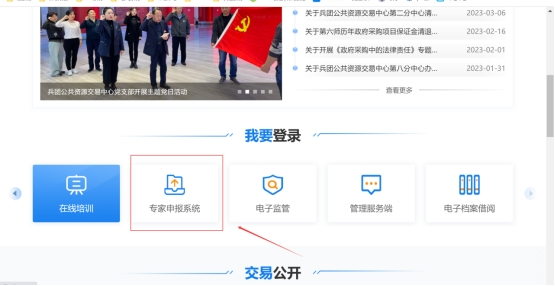 关于兵团公共资源交易中心第二分中心清... 2023-03-06
关于第六师历年政府采购项目保证金清退... 2023-02-16
关于开展《政府采购中的法律责任》专题... 2023-02-01
关于兵团公共资源交易中心第八分中心办... 2023-01-31
兵团公共资源交易中心党支部开展主题党日活动
查看更多
我要登录
在线培训
专家申报系统
电子监管
管理服务端
电子档案借阅
交易公开